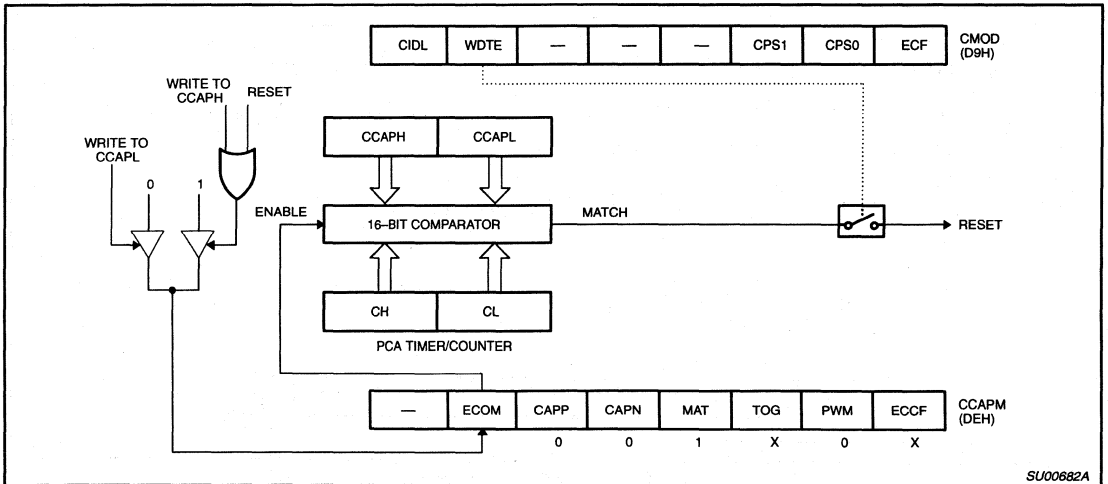 CIDL WDTE — — — CPS1 CPS0 ECF
CMOD
(D9H)
WRITE TO
CCAPH
RESET
WRITE TO
CCAPL
0 1
CCAPH CCAPL
ENABLE
16–BIT COMPARATOR
MATCH
RESET
CH CL
PCA TIMER/COUNTER
— ECOM CAPP CAPN MAT TOG PWM ECCF
CCAPM
(DEH)
0 0 1 X 0 X
SU00682A